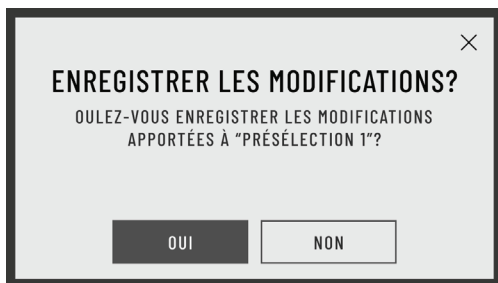 ENREGISTRER LES MODIFICATIONS?
OULEZ-VOUS ENREGISTRER LES MODIFICATIONS
APPORTÉES À "PRÉSÉLECTION 1"?
OUI
NON